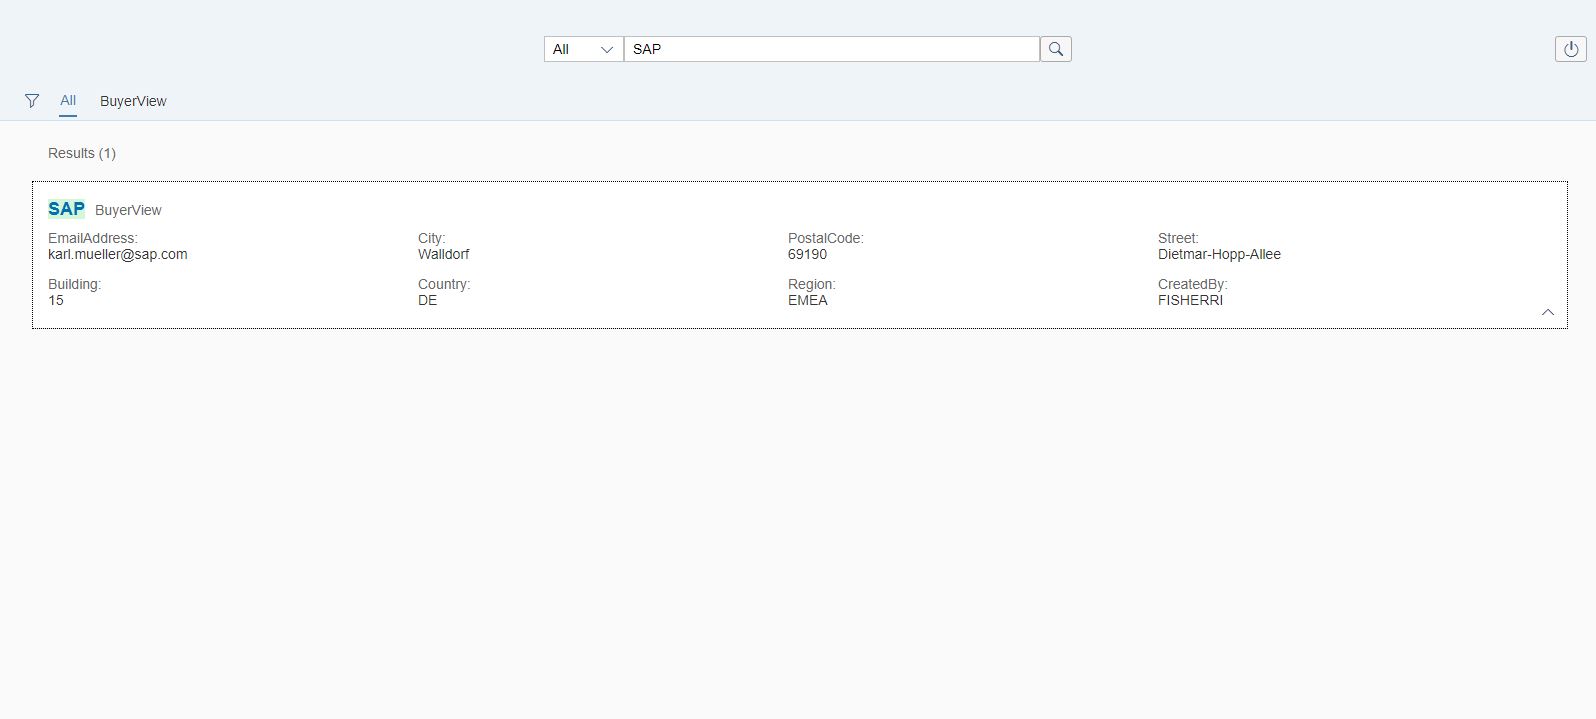 All SAP
All BuyerView
Results (1)
SAP BuyerView
EmailAddress: City: PostalCode: Street:
karl.mueller@sap.com Walldorf 69190 Dietmar-Hopp-Allee
Building: Country: Region: CreatedBy:
15 DE EMEA FISHERRI